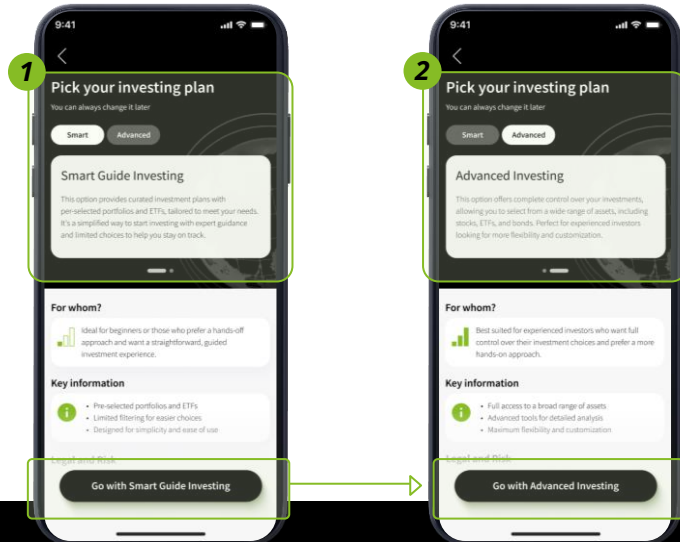 1
9:41
Pick your investing plan
You can always change it later
Smart
Advanced
Smart Guide Investing
This option provides curated investment plans with
per-selected portfolios and ETFs, tailored to meet your needs.
It's a simplified way to start investing with expert guidance
and limited choices to help you stay on track.
For whom?
Ideal for beginners or those who prefer a hands-off
approach and want a straightforward, guided
investment experience.
Key information
• Pre-selected portfolios and ETFs
• Limited filtering for easier choices
• Designed for simplicity and ease of use
Legal and Risk
Go with Smart Guide Investing
2
9:41
Pick your investing plan
You can always change it later
Smart
Advanced
Advanced Investing
This option offers complete control over your investments,
allowing you to select from a wide range of assets, including
stocks, ETFs, and bonds. Perfect for experienced investors
looking for more flexibility and customization.
For whom?
Best suited for experienced investors who want full
control over their investment choices and prefer a more
hands-on approach.
Key information
• Full access to a broad range of assets
• Advanced tools for detailed analysis
• Maximum flexibility and customization
Legal and Risk
Go with Advanced Investing